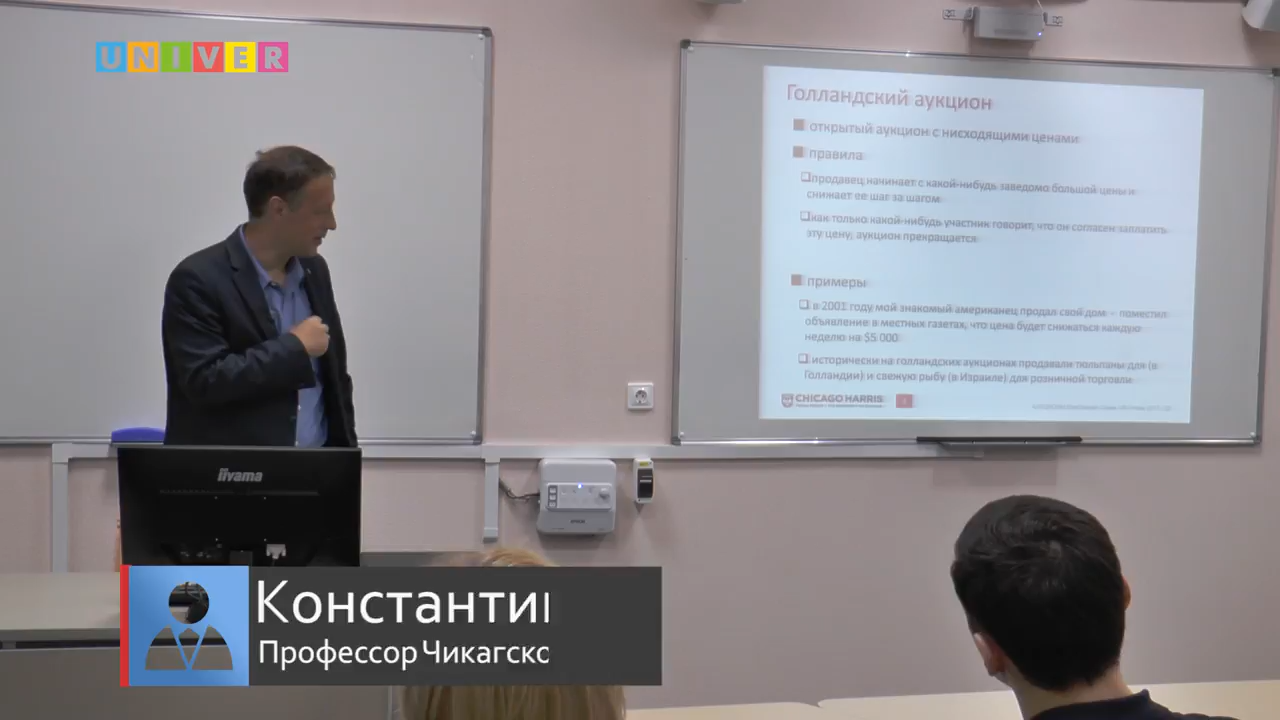 UNIVER
Голландский аукцион
открытый аукцион с нисходящими ценами
правила
продавец начинает с какой-нибудь заведомо большой цены и
снижает ее шаг за шагом
как только какой-нибудь участник говорит, что он согласен заплатить
эту цену, аукцион прекращается
примеры
в 2001 году мой знакомый американец продал свой дом – поместил
объявление в местных газетах, что цена будет снижаться каждую
неделю на $5 000
исторически на голландских аукционах продавали тюльпаны для (в
Голландии) и свежую рыбу (в Израиле) для розничной торговли
CHICAGO HARRIS
iiyama
EPSON
Константин
Профессор Чикагско